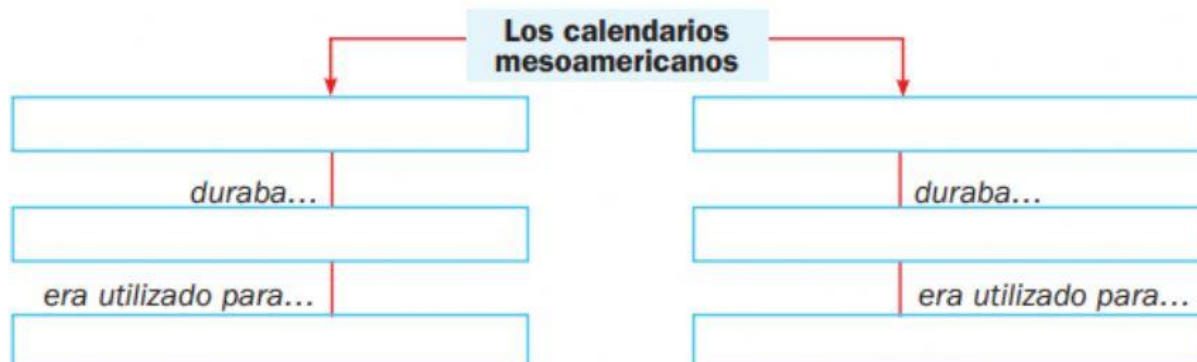 Los calendarios
mesoamericanos
duraba...
duraba...
era utilizado para...
era utilizado para...